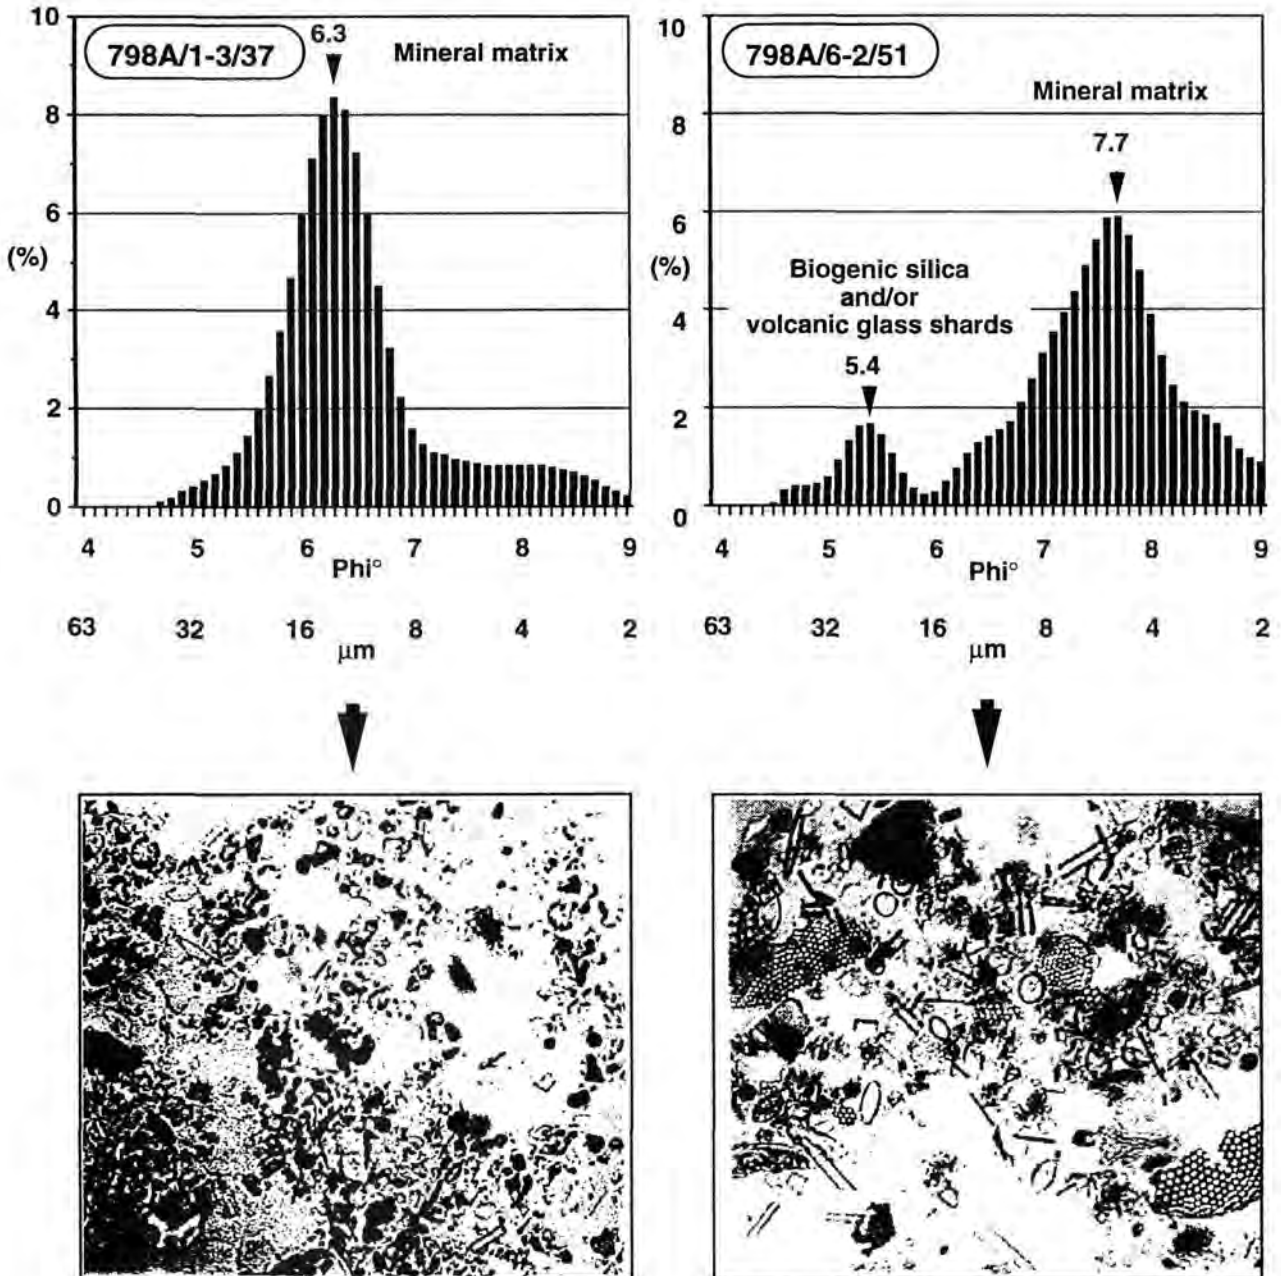 798A/1-3/37
6.3
Mineral matrix
10
8
6
(%)
4
2
0
4 5 6 7 8 9
Phi°
63 32 16 8 4 2
μm
798A/6-2/51
Mineral matrix
7.7
Biogenic silica
and/or
volcanic glass shards
5.4
10
8
6
(%)
4
2
0
4 5 6 7 8 9
Phi°
63 32 16 8 4 2
μm